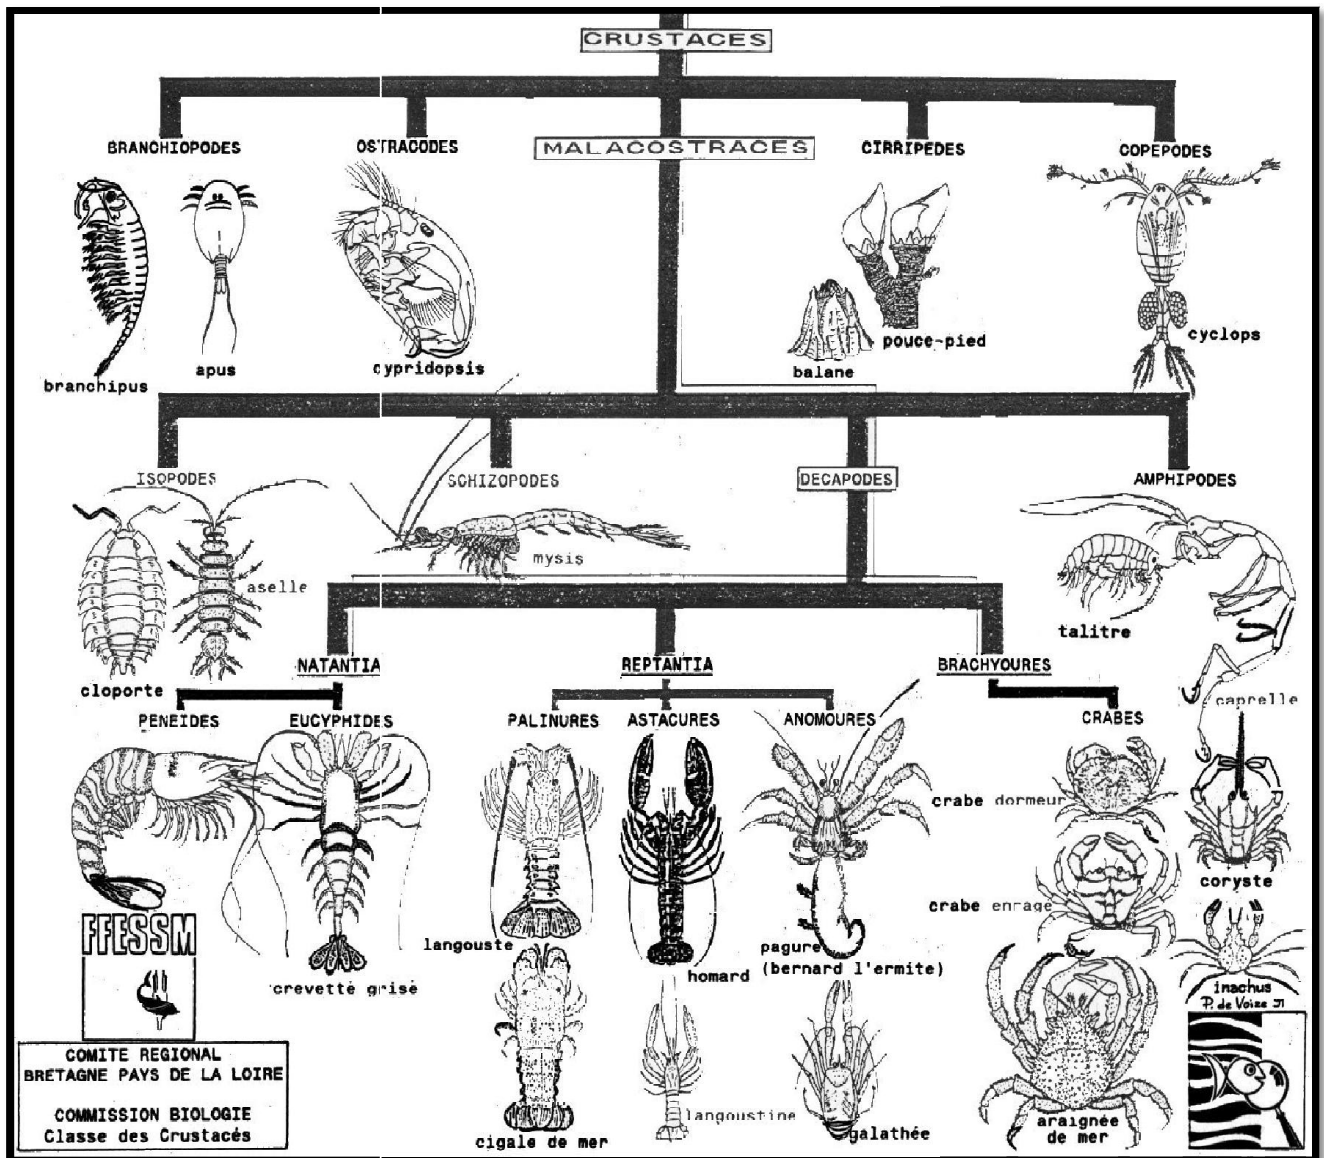 CRUSTACES
BRANCHIOPODES
OSTRACODES
MALACOSTRACES
CIRRIPEDES
COPEPODES
branchipus
apus
cypridopsis
balane
pouce-pied
cyclops
ISOPODES
SCHIZOPODES
DECAPODES
AMPHIPODES
cloporte
aselle
mysis
talitre
caprelle
NATANTIA
REPTANTIA
BRACHYOURES
PENEIDES
EUCYPHIDES
PALINURES
ASTACURES
ANOMOURES
CRABES
crevette grise
langouste
homard
pagure
(bernard l'ermite)
crabe dormeur
crabe enragé
coryste
inachus
P. de Voize
cigale de mer
langoustine
galathée
araignée
de mer
FFESSM
COMITE REGIONAL
BRETAGNE PAYS DE LA LOIRE
COMMISSION BIOLOGIE
Classe des Crustacés